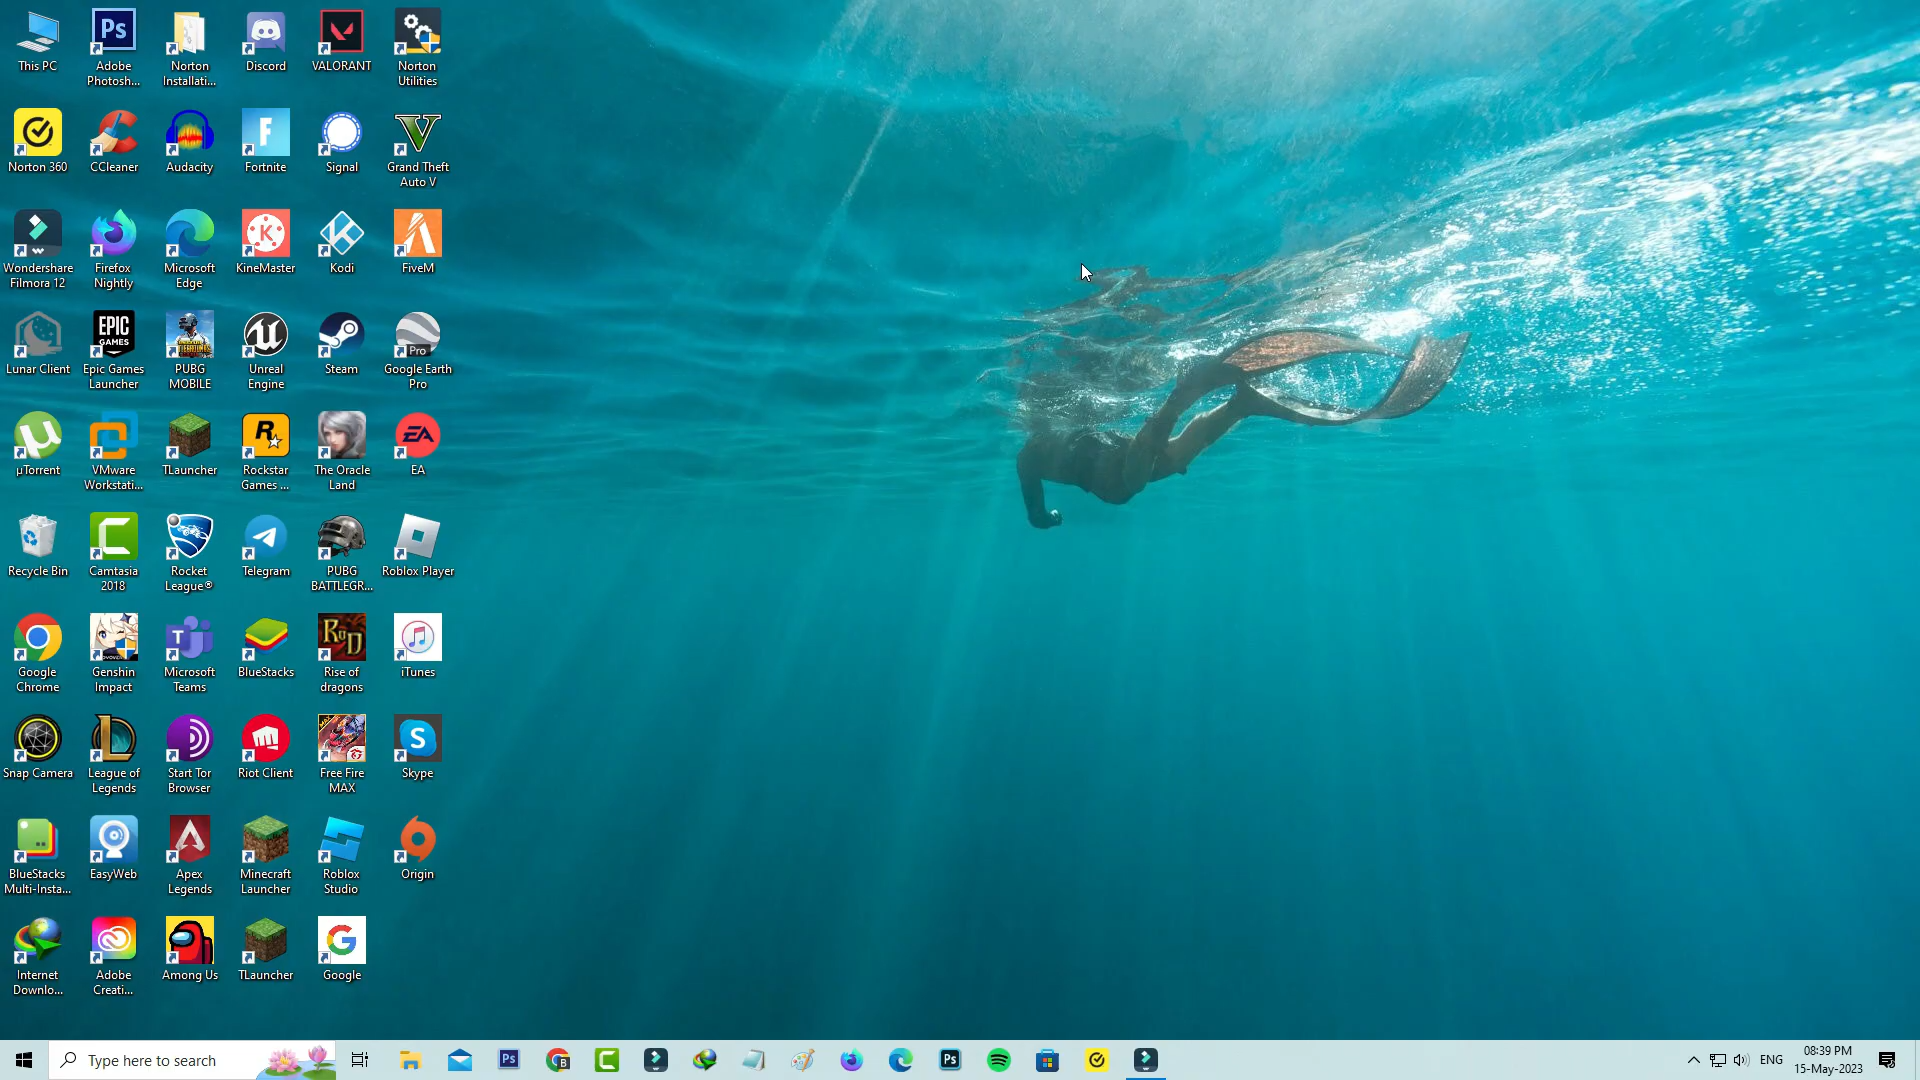 This PC
Adobe
Photosh...
Norton
Installati...
Discord
VALORANT
Norton
Utilities
Norton 360
CCleaner
Audacity
Fortnite
Signal
Grand Theft
Auto V
Wondershare
Filmora 12
Firefox
Nightly
Microsoft
Edge
KineMaster
Kodi
FiveM
Lunar Client
Epic Games
Launcher
PUBG
MOBILE
Unreal
Engine
Steam
Google Earth
Pro
µTorrent
VMware
Workstati...
TLauncher
Rockstar
Games ...
The Oracle
Land
EA
Recycle Bin
Camtasia
2018
Rocket
League®
Telegram
PUBG
BATTLEGR...
Roblox Player
Google
Chrome
Genshin
Impact
Microsoft
Teams
BlueStacks
Rise of
dragons
iTunes
Snap Camera
League of
Legends
Start Tor
Browser
Riot Client
Free Fire
MAX
Skype
BlueStacks
Multi-Insta...
EasyWeb
Apex
Legends
Minecraft
Launcher
Roblox
Studio
Origin
Internet
Downlo...
Adobe
Creati...
Among Us
TLauncher
Google
Type here to search
ENG
08:39 PM
15-May-2023